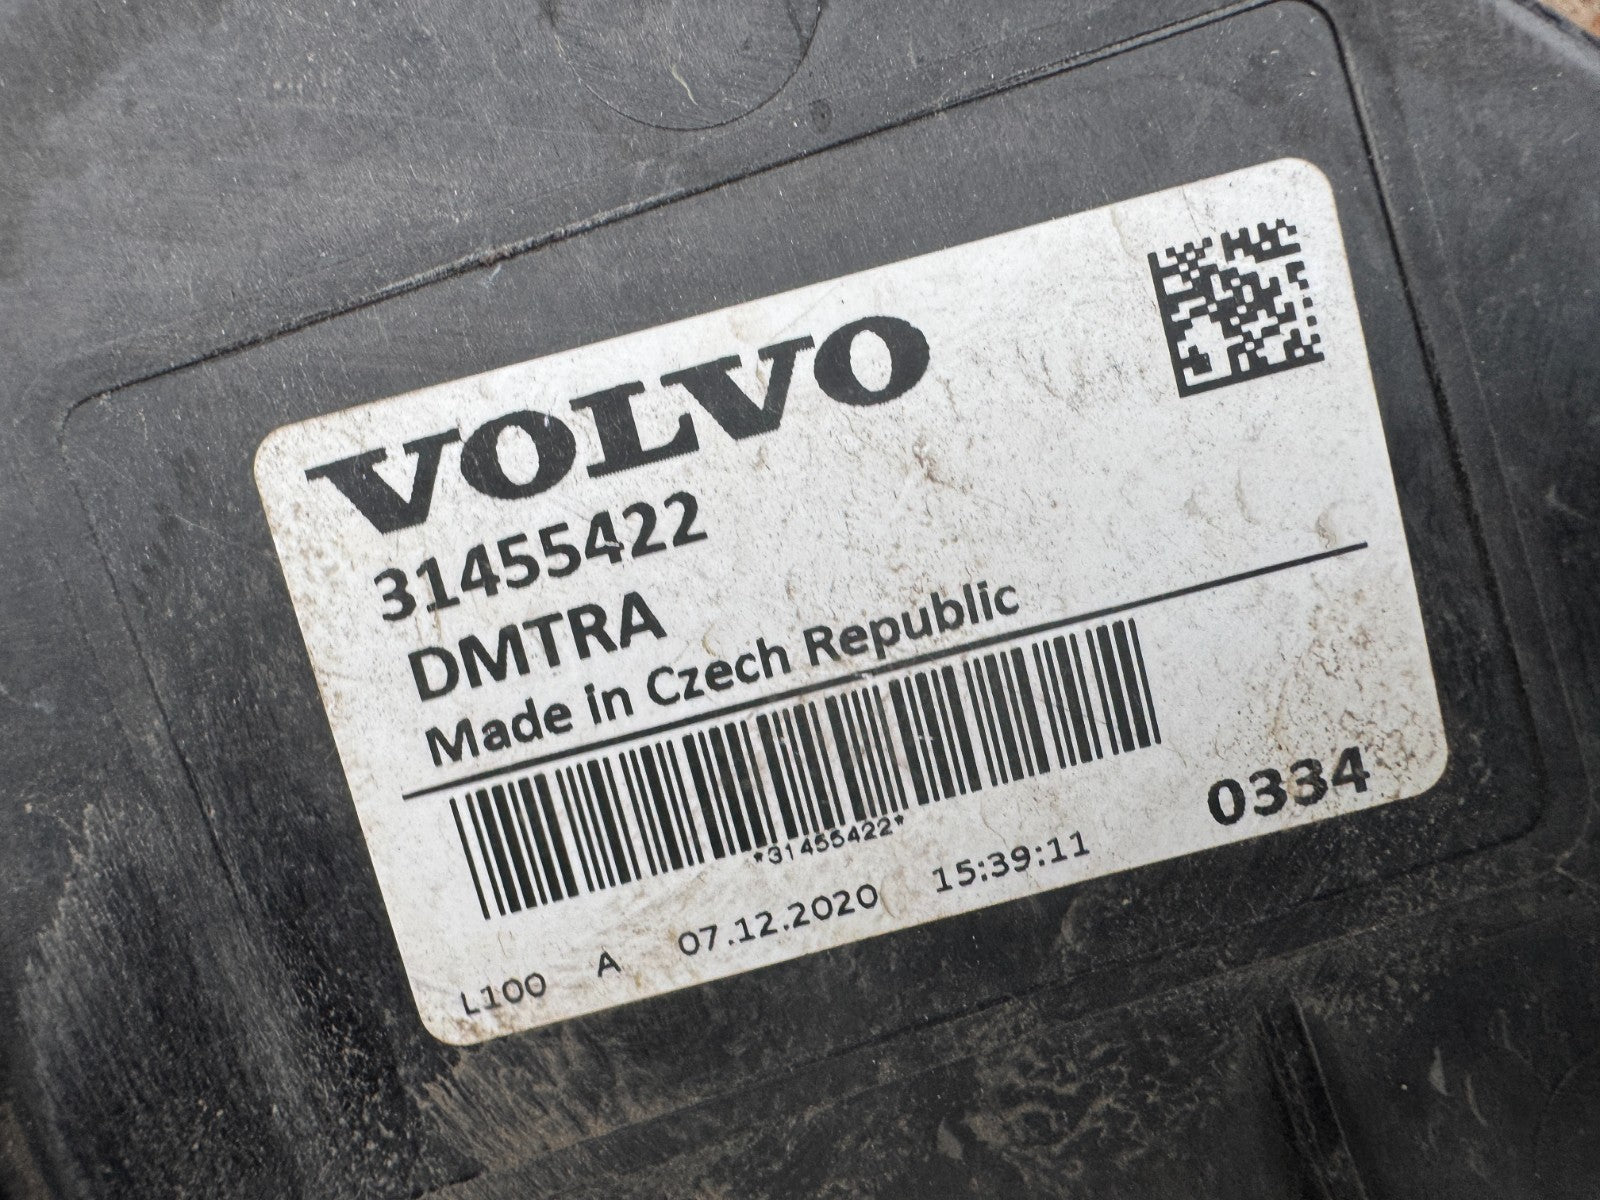 VOLVO
31455422
DMTRA
Made in Czech Republic
*31455422*
0334
L100 A 07.12.2020 15:39:11